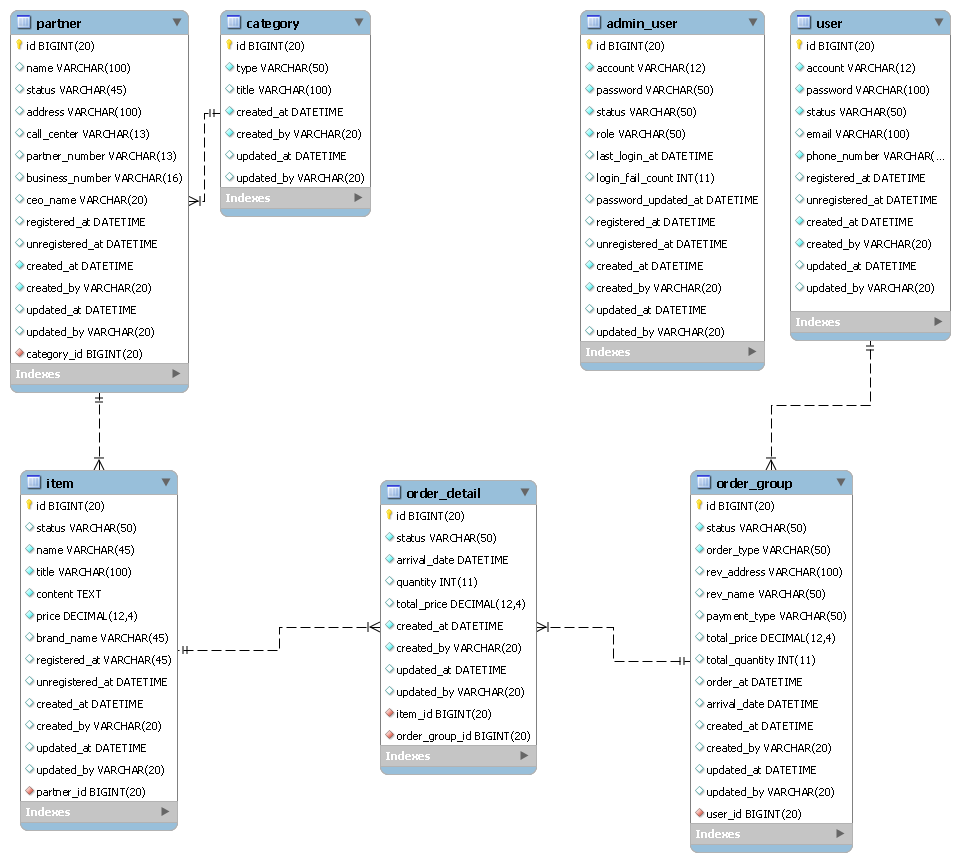 partner
id BIGINT(20)
name VARCHAR(100)
status VARCHAR(45)
address VARCHAR(100)
call_center VARCHAR(13)
partner_number VARCHAR(13)
business_number VARCHAR(16)
ceo_name VARCHAR(20)
registered_at DATETIME
unregistered_at DATETIME
created_at DATETIME
created_by VARCHAR(20)
updated_at DATETIME
updated_by VARCHAR(20)
category_id BIGINT(20)
Indexes
category
id BIGINT(20)
type VARCHAR(50)
title VARCHAR(100)
created_at DATETIME
created_by VARCHAR(20)
updated_at DATETIME
updated_by VARCHAR(20)
Indexes
admin_user
id BIGINT(20)
account VARCHAR(12)
password VARCHAR(50)
status VARCHAR(50)
role VARCHAR(50)
last_login_at DATETIME
login_fail_count INT(11)
password_updated_at DATETIME
registered_at DATETIME
unregistered_at DATETIME
created_at DATETIME
created_by VARCHAR(20)
updated_at DATETIME
updated_by VARCHAR(20)
Indexes
user
id BIGINT(20)
account VARCHAR(12)
password VARCHAR(100)
status VARCHAR(50)
email VARCHAR(100)
phone_number VARCHAR(...
registered_at DATETIME
unregistered_at DATETIME
created_at DATETIME
created_by VARCHAR(20)
updated_at DATETIME
updated_by VARCHAR(20)
Indexes
item
id BIGINT(20)
status VARCHAR(50)
name VARCHAR(45)
title VARCHAR(100)
content TEXT
price DECIMAL(12,4)
brand_name VARCHAR(45)
registered_at VARCHAR(45)
unregistered_at DATETIME
created_at DATETIME
created_by VARCHAR(20)
updated_at DATETIME
updated_by VARCHAR(20)
partner_id BIGINT(20)
Indexes
order_detail
id BIGINT(20)
status VARCHAR(50)
arrival_date DATETIME
quantity INT(11)
total_price DECIMAL(12,4)
created_at DATETIME
created_by VARCHAR(20)
updated_at DATETIME
updated_by VARCHAR(20)
item_id BIGINT(20)
order_group_id BIGINT(20)
Indexes
order_group
id BIGINT(20)
status VARCHAR(50)
order_type VARCHAR(50)
rev_address VARCHAR(100)
rev_name VARCHAR(50)
payment_type VARCHAR(50)
total_price DECIMAL(12,4)
total_quantity INT(11)
order_at DATETIME
arrival_date DATETIME
created_at DATETIME
created_by VARCHAR(20)
updated_at DATETIME
updated_by VARCHAR(20)
user_id BIGINT(20)
Indexes